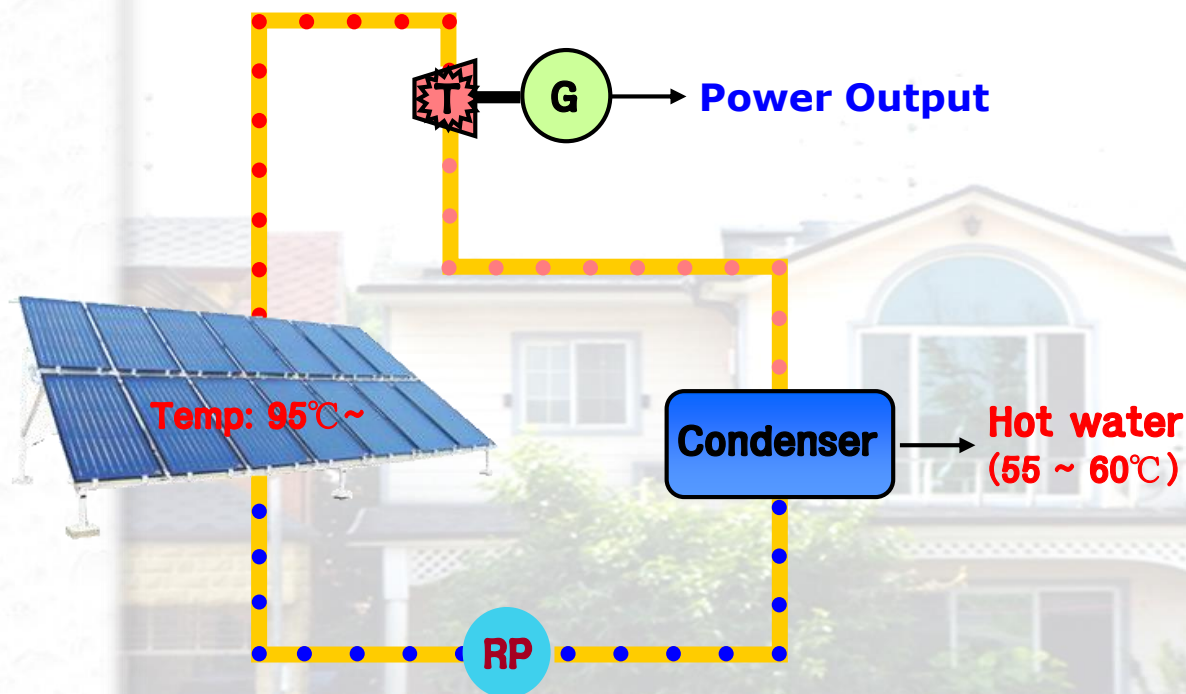 T
G
Power Output
Temp: 95℃~
Condenser
Hot water
(55 ~ 60℃)
RP